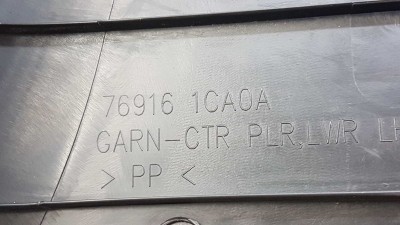 76916 1CA0A
GARN-CTR PLR,LWR LH
> PP <